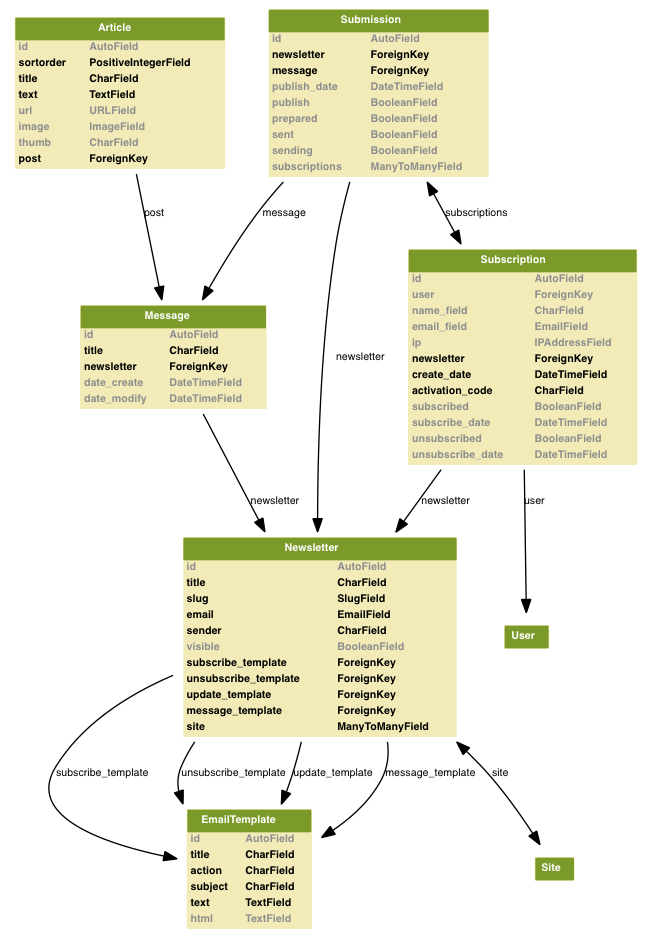 Article
id AutoField
sortorder PositiveIntegerField
title CharField
text TextField
url URLField
image ImageField
thumb CharField
post ForeignKey
Submission
id AutoField
newsletter ForeignKey
message ForeignKey
publish_date DateTimeField
publish BooleanField
prepared BooleanField
sent BooleanField
sending BooleanField
subscriptions ManyToManyField
post
message
subscriptions
Subscription
id AutoField
user ForeignKey
name_field CharField
email_field EmailField
ip IPAddressField
newsletter ForeignKey
create_date DateTimeField
activation_code CharField
subscribed BooleanField
subscribe_date DateTimeField
unsubscribed BooleanField
unsubscribe_date DateTimeField
Message
id AutoField
title CharField
newsletter ForeignKey
date_create DateTimeField
date_modify DateTimeField
newsletter
newsletter
newsletter
user
Newsletter
id AutoField
title CharField
slug SlugField
email EmailField
sender CharField
visible BooleanField
subscribe_template ForeignKey
unsubscribe_template ForeignKey
update_template ForeignKey
message_template ForeignKey
site ManyToManyField
User
subscribe_template
unsubscribe_template
update_template
message_template
site
EmailTemplate
id AutoField
title CharField
action CharField
subject CharField
text TextField
html TextField
Site